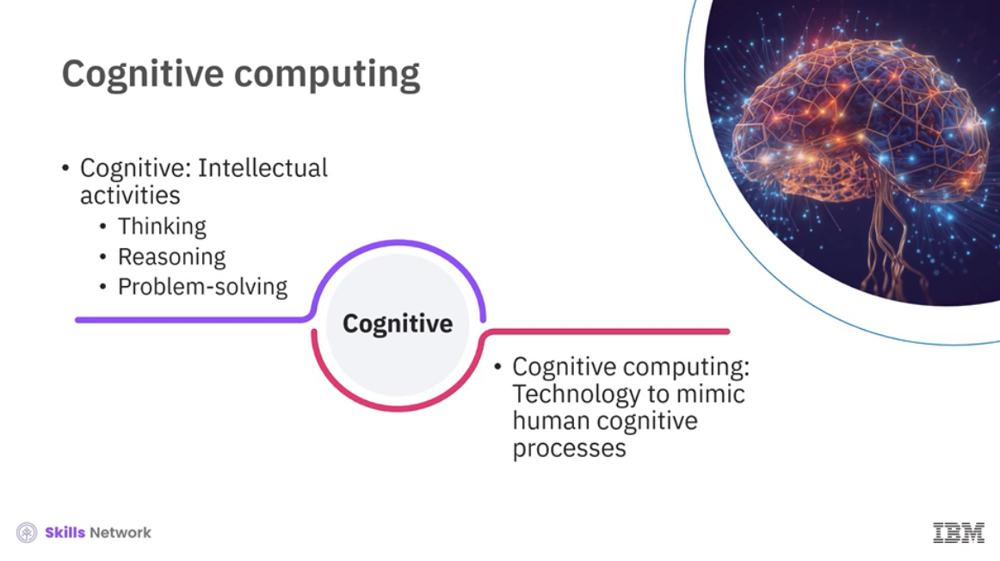 Cognitive computing
• Cognitive: Intellectual
activities
• Thinking
• Reasoning
• Problem-solving
Cognitive
• Cognitive computing:
Technology to mimic
human cognitive
processes
Skills Network
IBM